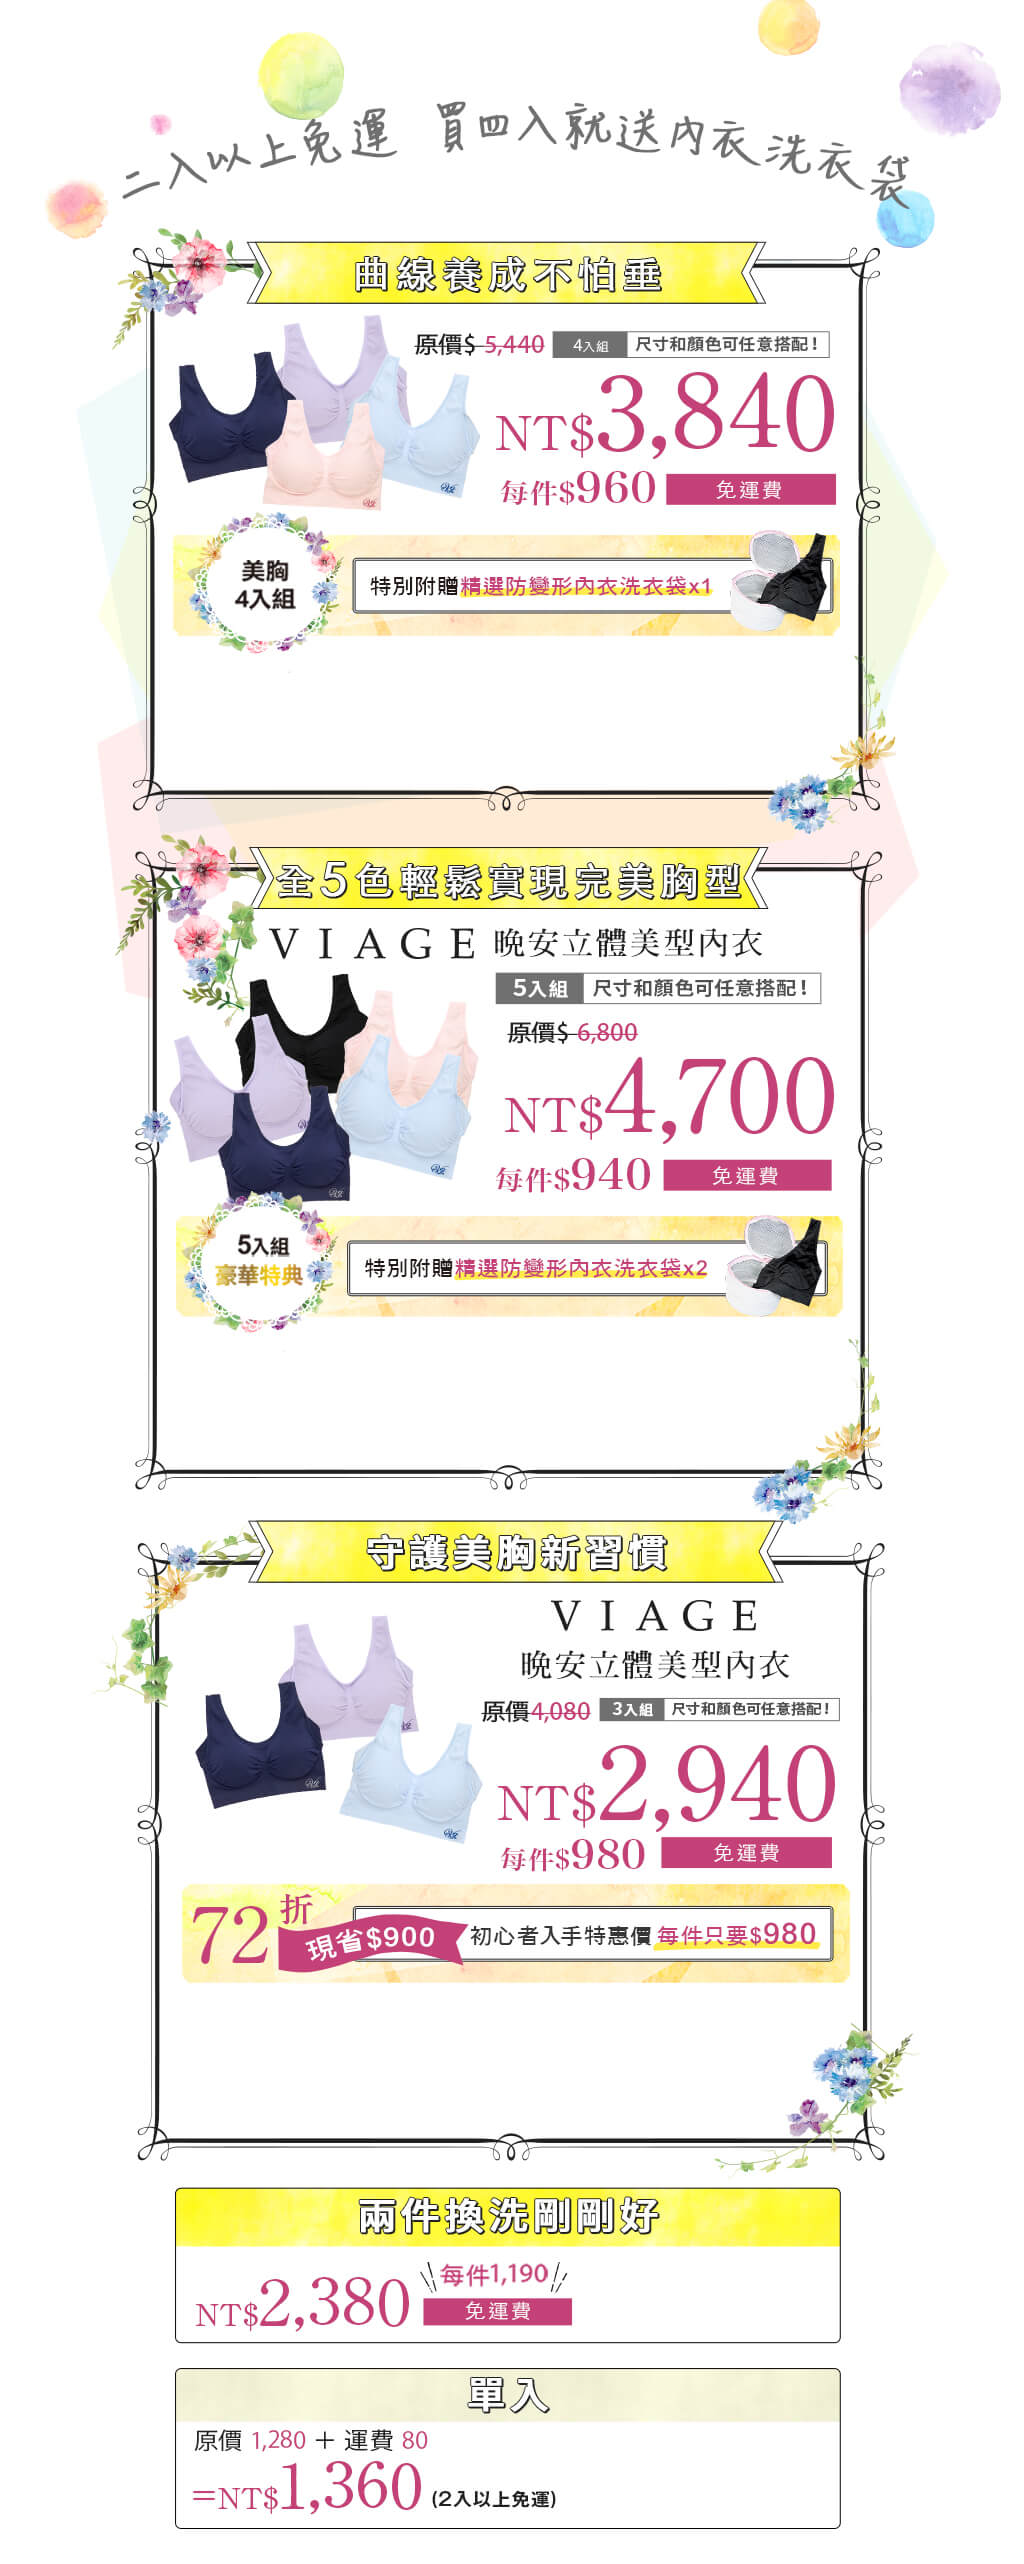 二入以上免運 買四入就送內衣洗衣袋
曲線養成不怕垂
原價$ 5,440 4入組 尺寸和顏色可任意搭配!
NT$3,840
每件$960 免運費
美胸
4入組
特別附贈精選防變形內衣洗衣袋x1
全5色輕鬆實現完美胸型
VIAGE 晚安立體美型內衣
5入組 尺寸和顏色可任意搭配!
原價$ 6,800
NT$4,700
每件$940 免運費
5入組
豪華特典
特別附贈精選防變形內衣洗衣袋x2
守護美胸新習慣
VIAGE
晚安立體美型內衣
原價4,080 3入組 尺寸和顏色可任意搭配!
NT$2,940
每件$980 免運費
72折
現省$900
初心者入手特惠價 每件只要$980
兩件換洗剛剛好
NT$2,380 每件1,190
免運費
單入
原價 1,280 + 運費 80
=NT$1,360 (2入以上免運)